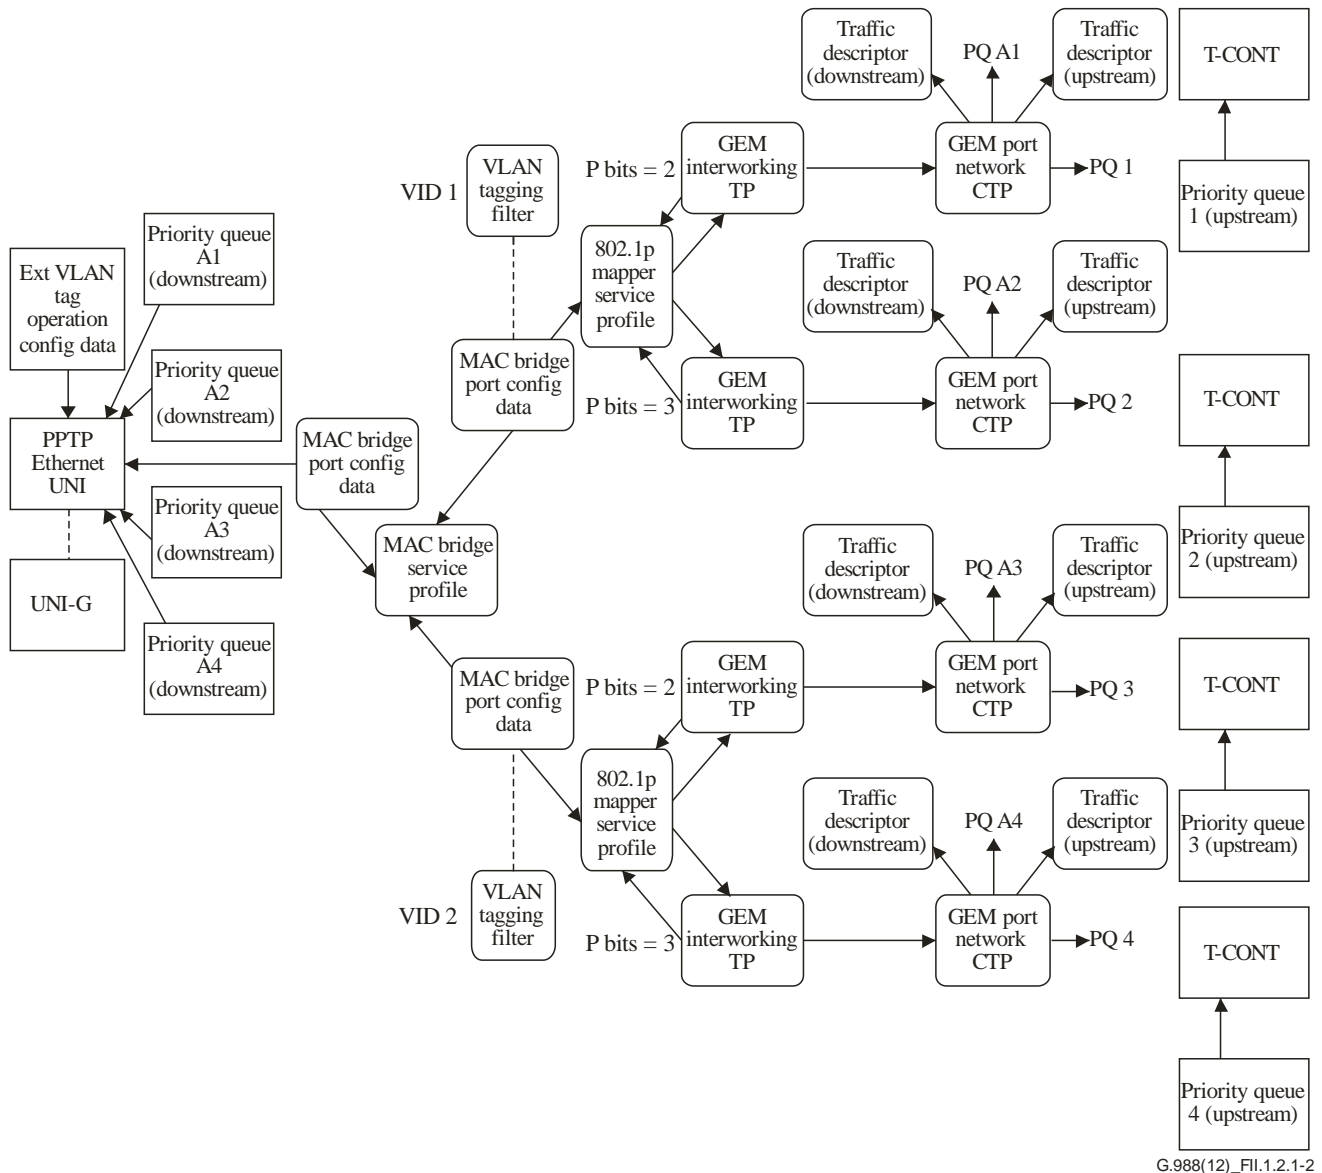 Traffic
descriptor
(downstream)
PQ A1
Traffic
descriptor
(upstream)
T-CONT
VID 1
VLAN
tagging
filter
P bits = 2
GEM
interworking
TP
GEM port
network
CTP
PQ 1
Priority queue
1 (upstream)
Ext VLAN
tag
operation
config data
Priority queue
A1
(downstream)
802.1p
mapper
service
profile
Traffic
descriptor
(downstream)
PQ A2
Traffic
descriptor
(upstream)
Priority queue
A2
(downstream)
MAC bridge
port config
data
P bits = 3
GEM
interworking
TP
GEM port
network
CTP
PQ 2
T-CONT
PPTP
Ethernet
UNI
MAC bridge
port config
data
Priority queue
A3
(downstream)
MAC bridge
service
profile
Traffic
descriptor
(downstream)
PQ A3
Traffic
descriptor
(upstream)
Priority queue
2 (upstream)
UNI-G
Priority queue
A4
(downstream)
MAC bridge
port config
data
P bits = 2
GEM
interworking
TP
GEM port
network
CTP
PQ 3
T-CONT
802.1p
mapper
service
profile
Traffic
descriptor
(downstream)
PQ A4
Traffic
descriptor
(upstream)
Priority queue
3 (upstream)
VID 2
VLAN
tagging
filter
P bits = 3
GEM
interworking
TP
GEM port
network
CTP
PQ 4
T-CONT
Priority queue
4 (upstream)
G.988(12)_FII.1.2.1-2